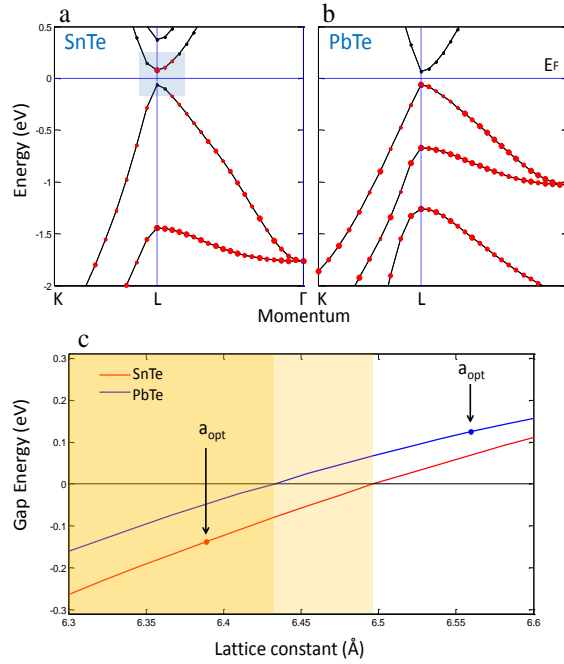 a
b
SnTe
PbTe
EF
Energy (eV)
0.5
0
-0.5
-1
-1.5
-2
K
L
Γ
K
L
Momentum
c
Gap Energy (eV)
0.3
0.2
0.1
0
-0.1
-0.2
-0.3
SnTe
PbTe
aopt
aopt
6.3
6.35
6.4
6.45
6.5
6.55
6.6
Lattice constant (Å)